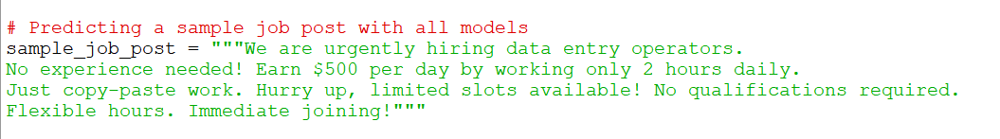 # Predicting a sample job post with all models
sample_job_post = """We are urgently hiring data entry operators.
No experience needed! Earn $500 per day by working only 2 hours daily.
Just copy-paste work. Hurry up, limited slots available! No qualifications required.
Flexible hours. Immediate joining!"""